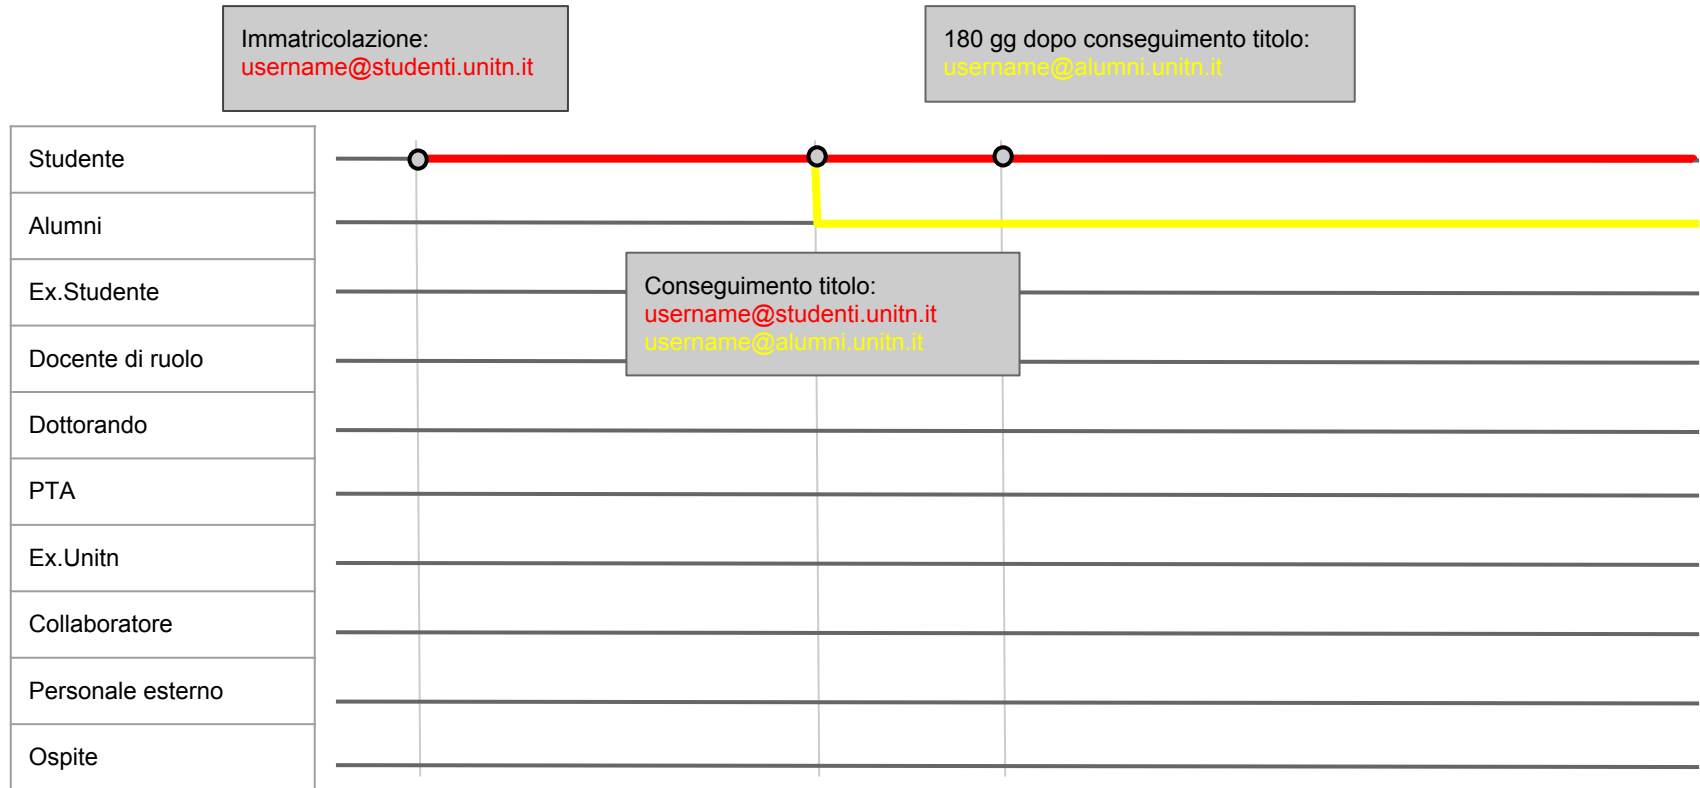 Immatricolazione:
username@studenti.unitn.it
180 gg dopo conseguimento titolo:
username@alumni.unitn.it
Studente
Alumni
Ex.Studente
Conseguimento titolo:
username@studenti.unitn.it
username@alumni.unitn.it
Docente di ruolo
Dottorando
PTA
Ex.Unitn
Collaboratore
Personale esterno
Ospite